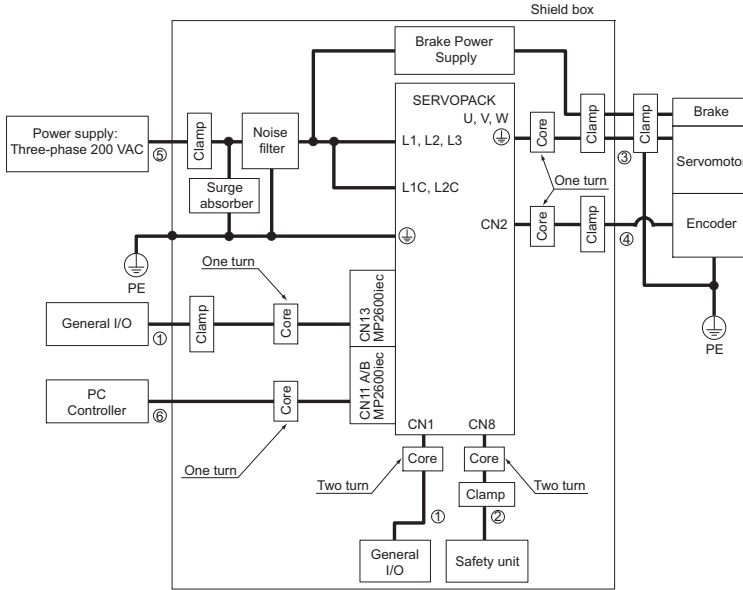 Shield box
Brake Power
Supply
SERVOPACK
U, V, W
L1, L2, L3
L1C, L2C
CN2
Core
Clamp
Clamp
Brake
Servomotor
Encoder
Power supply:
Three-phase 200 VAC
⑤
Clamp
Noise
filter
Surge
absorber
③
One turn
Core
Clamp
④
PE
PE
One turn
General I/O
①
Clamp
Core
CN13
MP2600iec
PC
Controller
⑥
Core
CN11 A/B
MP2600iec
One turn
CN1
CN8
Core
Core
Two turn
Two turn
Clamp
①
②
General
I/O
Safety unit